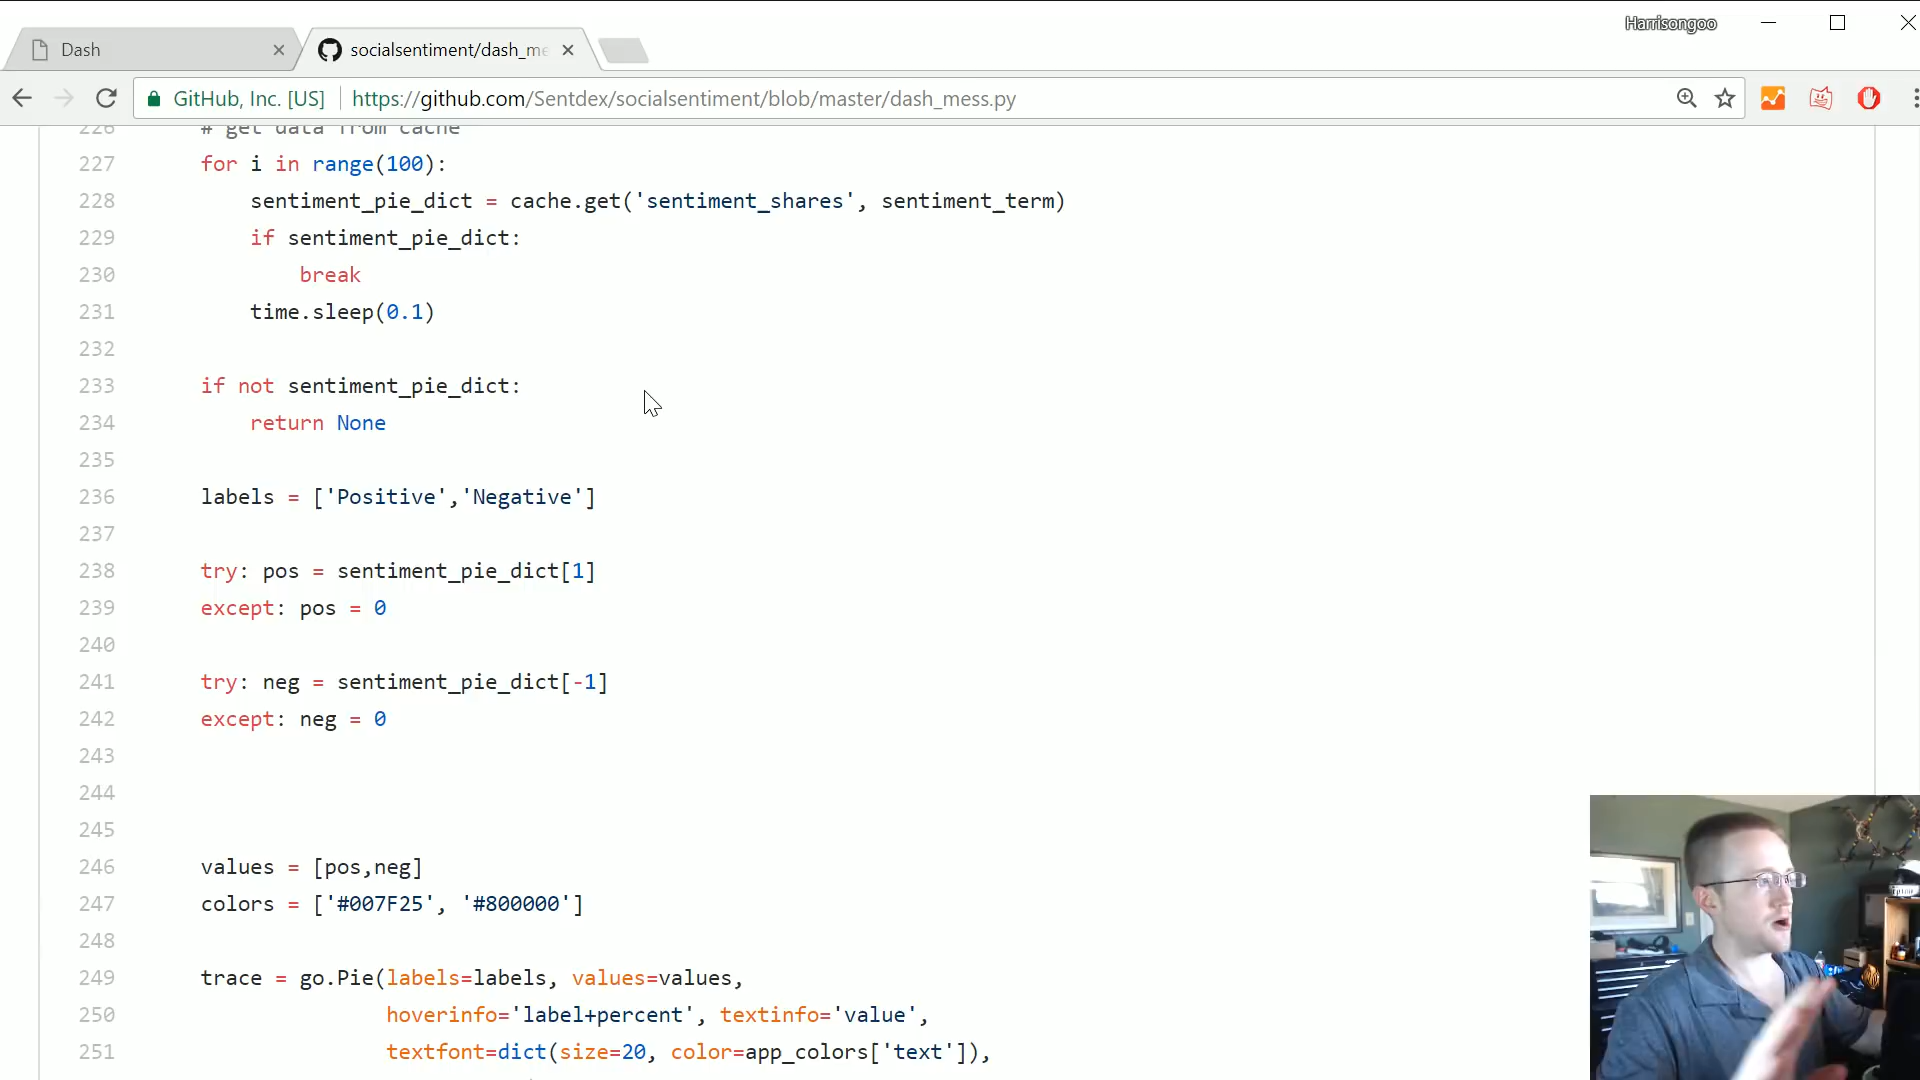 Harrisongoo
Dash
socialsentiment/dash_me
GitHub, Inc. [US] https://github.com/Sentdex/socialsentiment/blob/master/dash_mess.py
226 # get data from cache
227 for i in range(100):
228 sentiment_pie_dict = cache.get('sentiment_shares', sentiment_term)
229 if sentiment_pie_dict:
230 break
231 time.sleep(0.1)
232
233 if not sentiment_pie_dict:
234 return None
235
236 labels = ['Positive','Negative']
237
238 try: pos = sentiment_pie_dict[1]
239 except: pos = 0
240
241 try: neg = sentiment_pie_dict[-1]
242 except: neg = 0
243
244
245
246 values = [pos,neg]
247 colors = ['#007F25', '#800000']
248
249 trace = go.Pie(labels=labels, values=values,
250 hoverinfo='label+percent', textinfo='value',
251 textfont=dict(size=20, color=app_colors['text']),